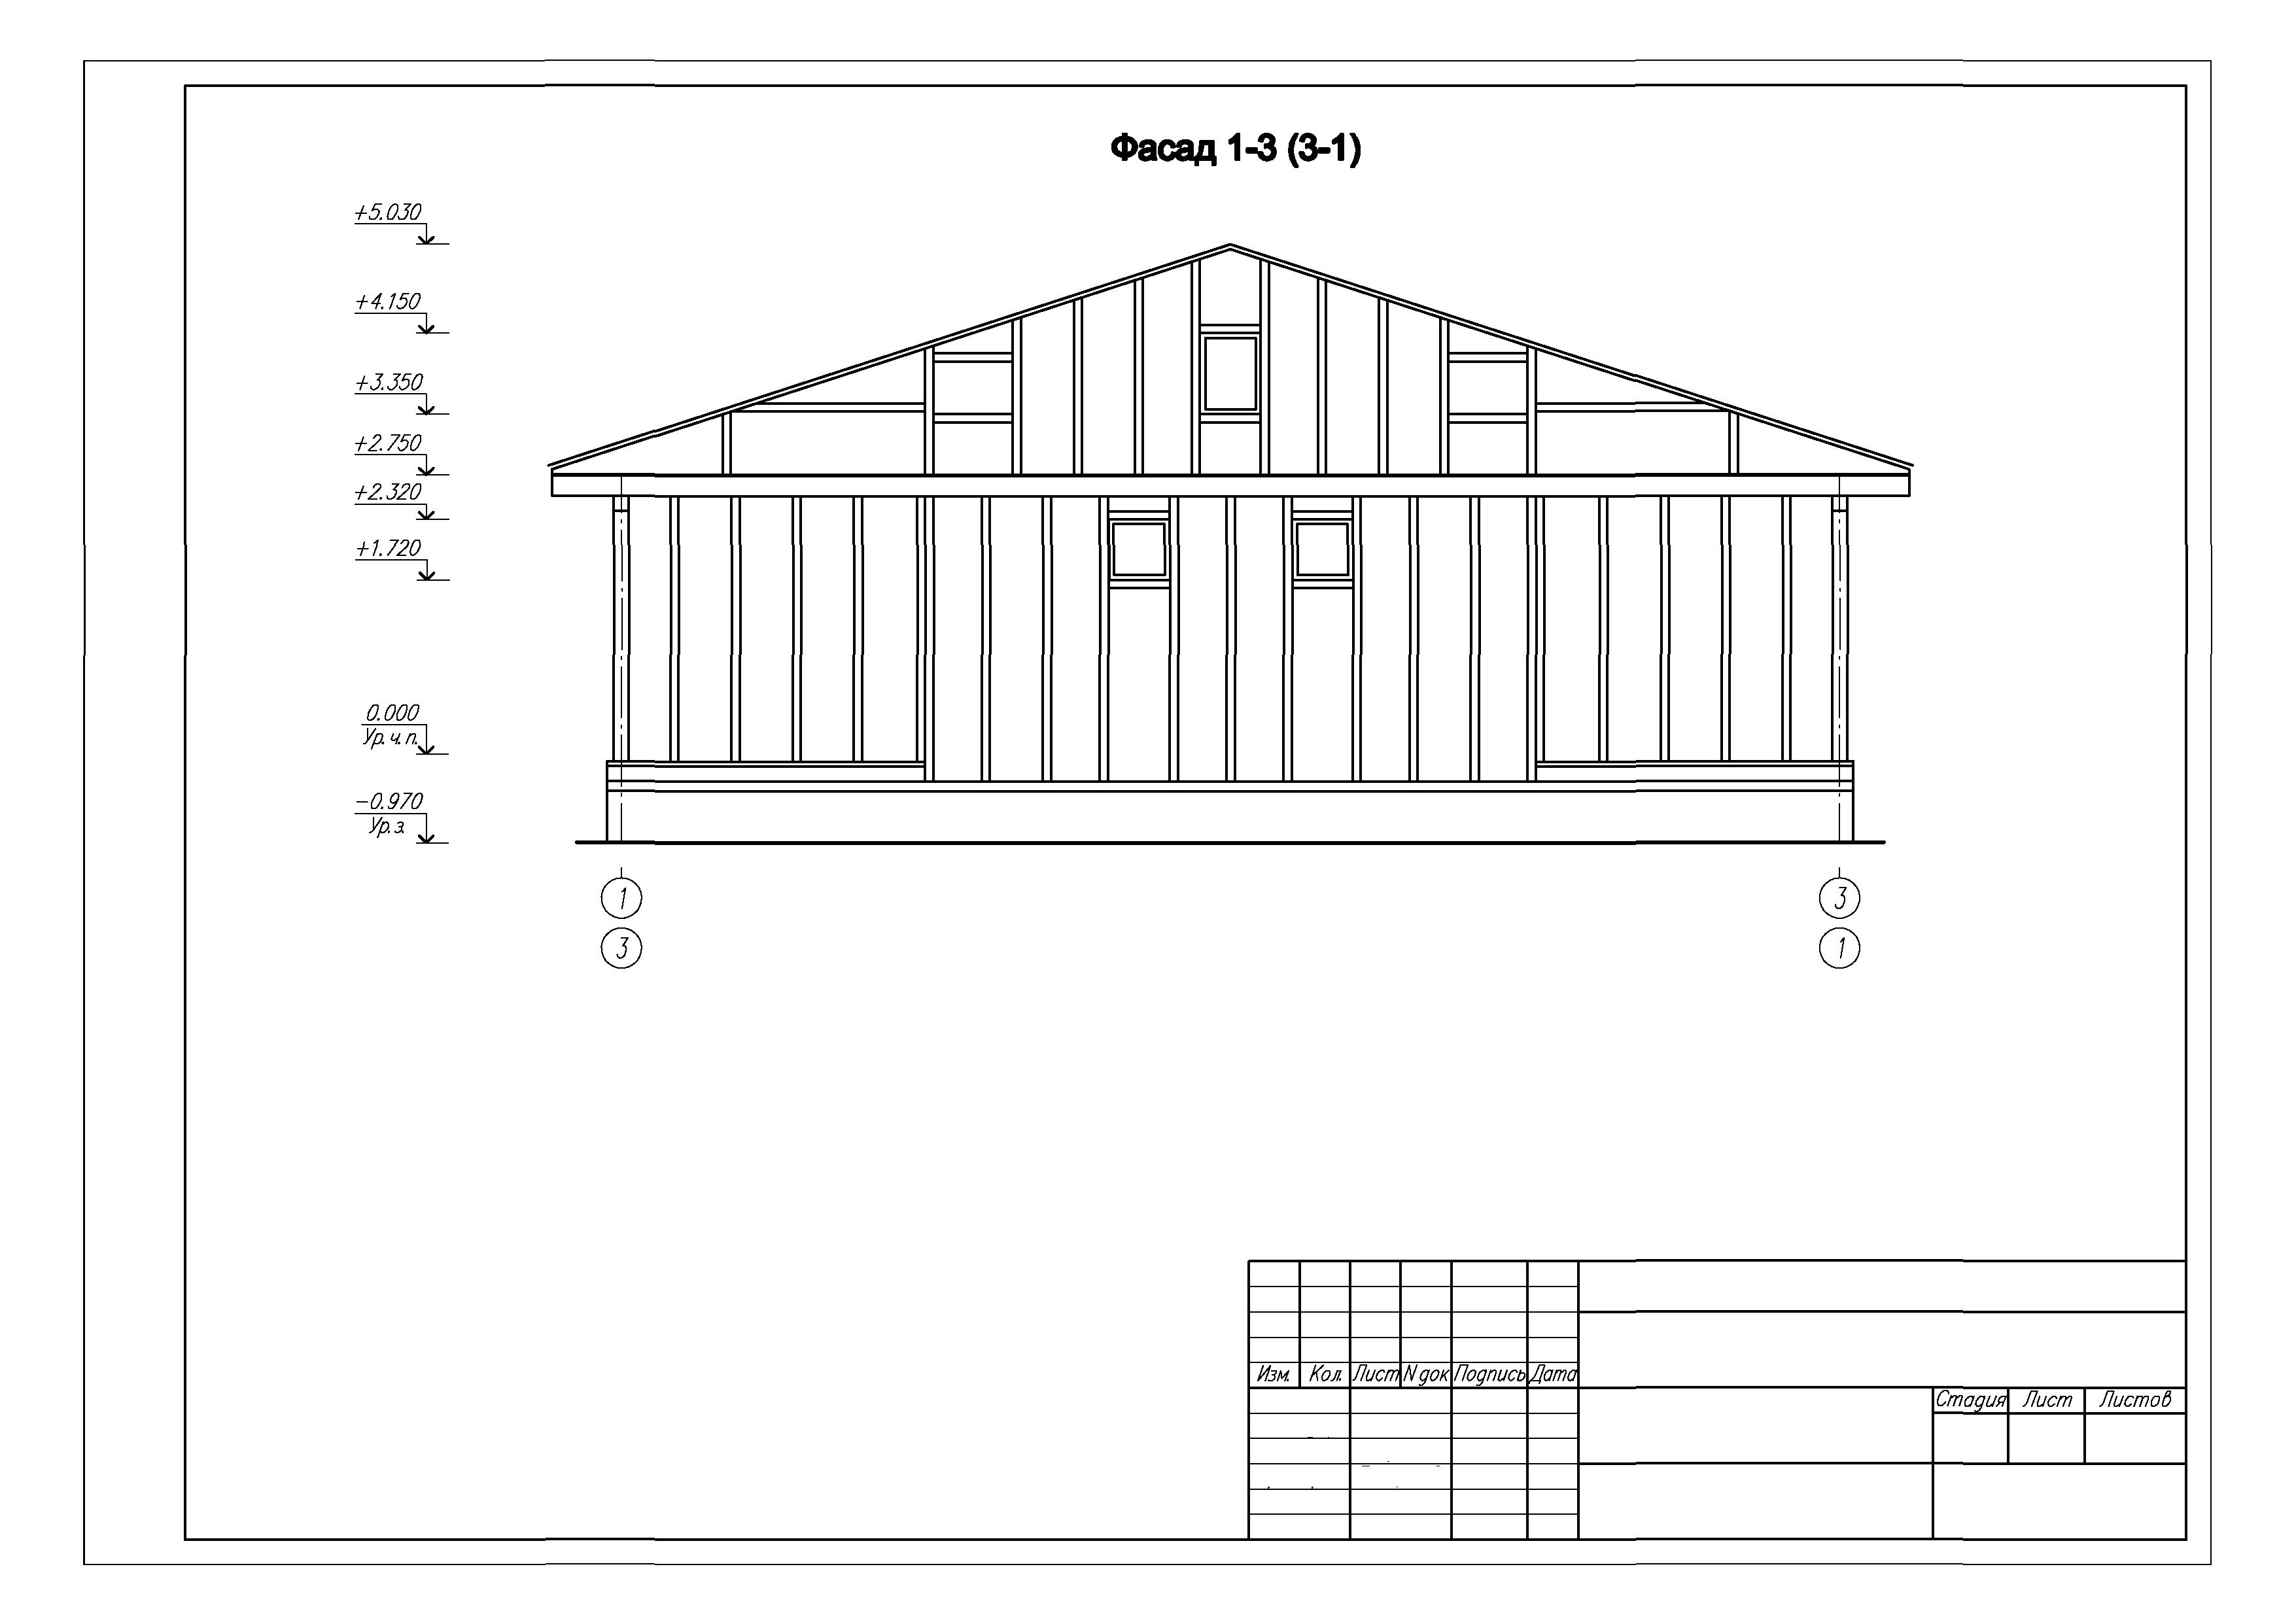 Фасад 1-3 (3-1)
+5.030
+4.150
+3.350
+2.750
+2.320
+1.720
0.000
Ур. ч. п.
-0.970
Ур. з.
1 3
3 1
Изм. Кол. Лист N док Подпись Дата
Стадия Лист Листов